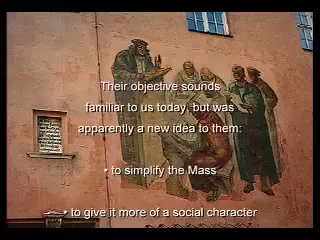 Their objective sounds
familiar to us today, but was
apparently a new idea to them:
• to simplify the Mass
• to give it more of a social character